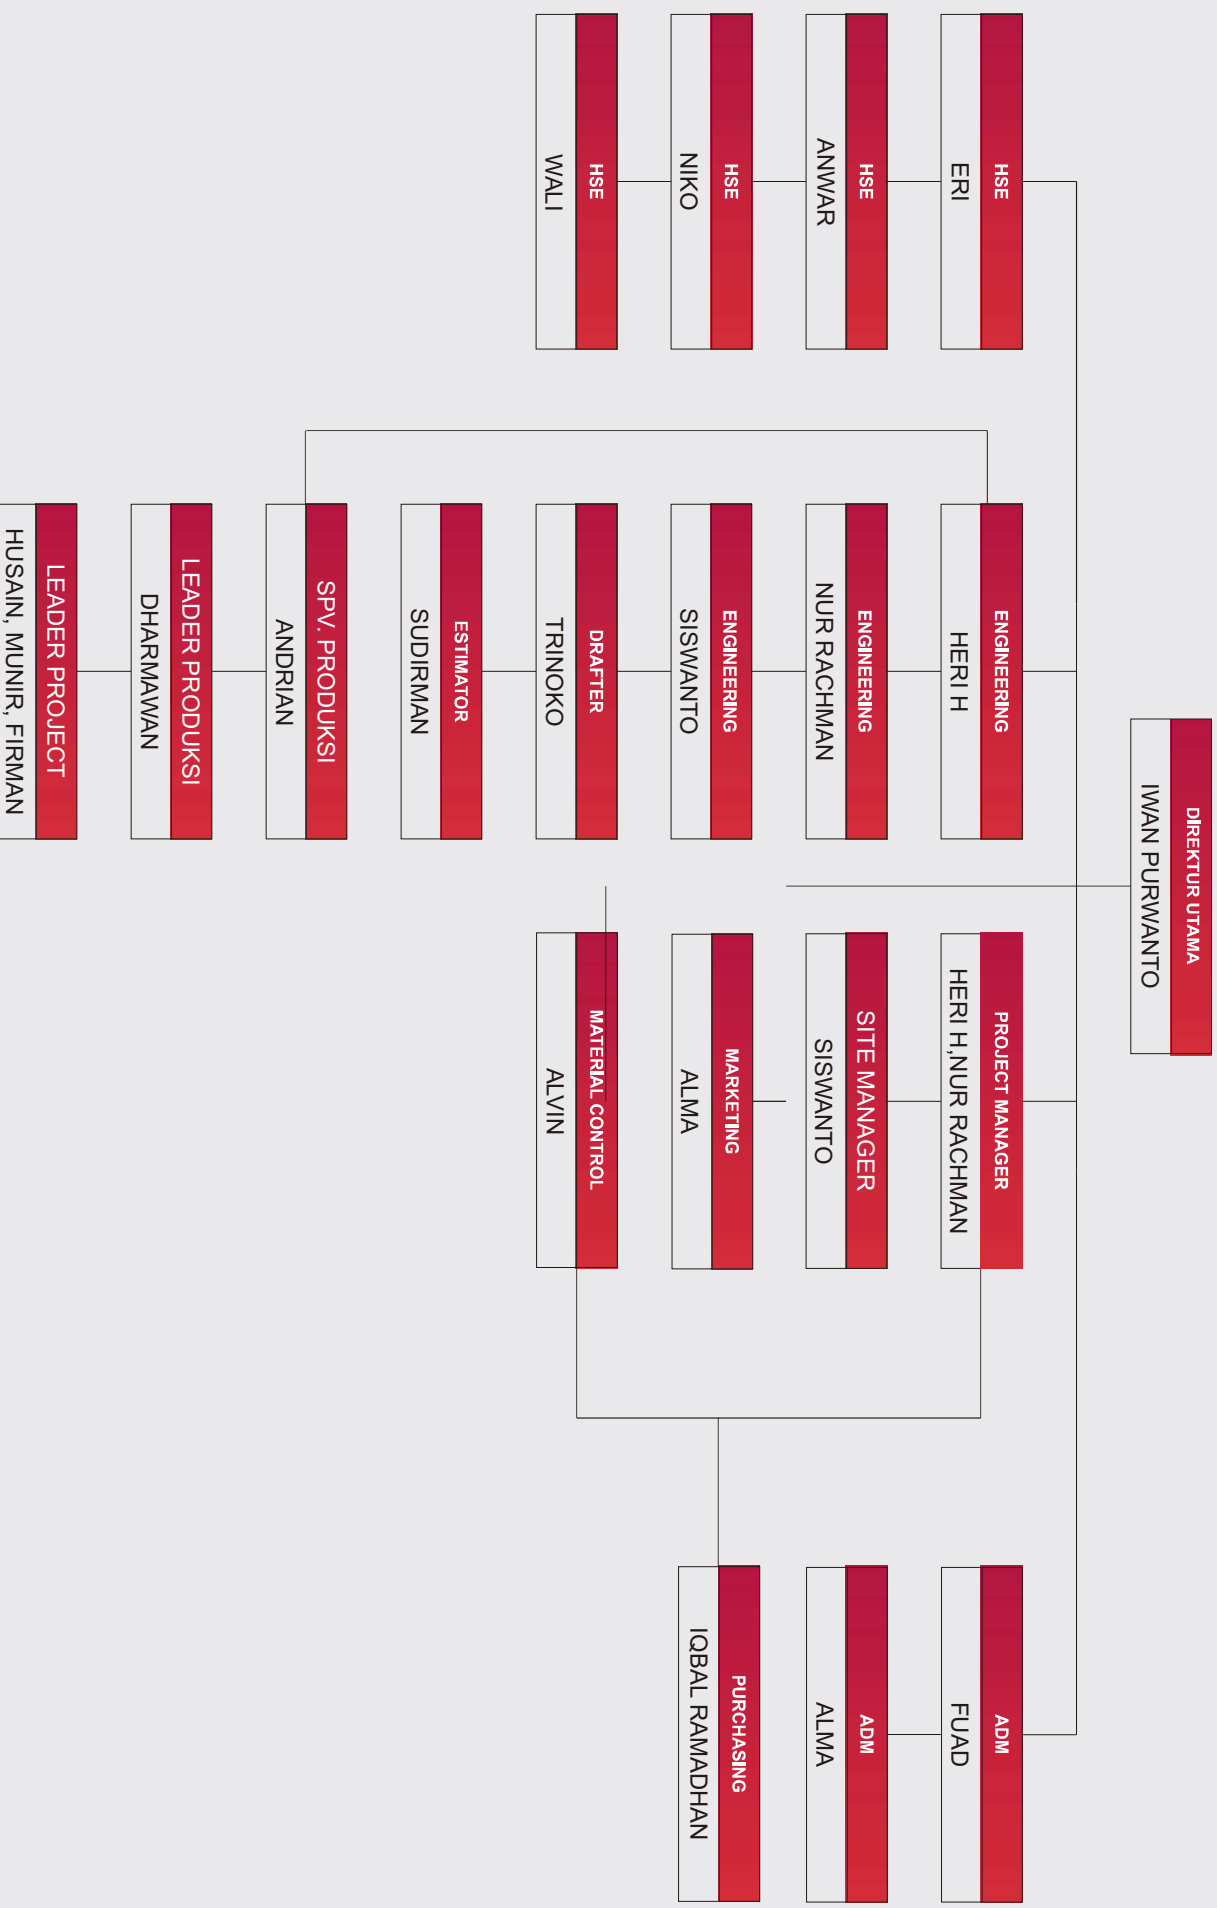 DIREKTUR UTAMA
IWAN PURWANTO
HSE
ERI
HSE
ANWAR
HSE
NIKO
HSE
WALI
ENGINEERING
HERI H
ENGINEERING
NUR RACHMAN
ENGINEERING
SISWANTO
DRAFTER
TRINOKO
ESTIMATOR
SUDIRMAN
SPV. PRODUKSI
ANDRIAN
LEADER PRODUKSI
DHARMAWAN
LEADER PROJECT
HUSAIN, MUNIR, FIRMAN
PROJECT MANAGER
HERI H,NUR RACHMAN
SITE MANAGER
SISWANTO
MARKETING
ALMA
MATERIAL CONTROL
ALVIN
ADM
FUAD
ADM
ALMA
PURCHASING
IQBAL RAMADHAN